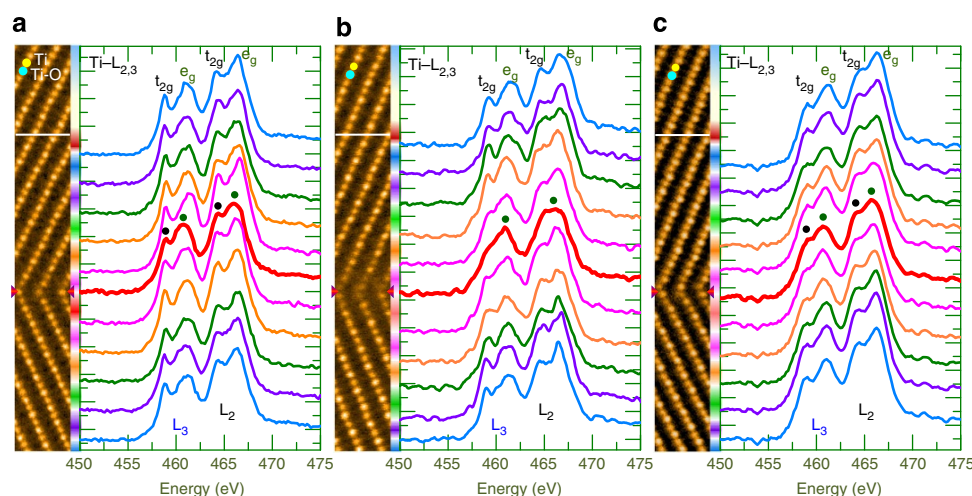 a
b
c
Ti
Ti-O
Ti–L2,3
t2g
eg
t2g
eg
L3
L2
450 455 460 465 470 475
Energy (eV)
Ti–L2,3
t2g
eg
t2g
eg
L3
L2
450 455 460 465 470 475
Energy (eV)
Ti–L2,3
t2g
eg
t2g
eg
L3
L2
450 455 460 465 470 475
Energy (eV)